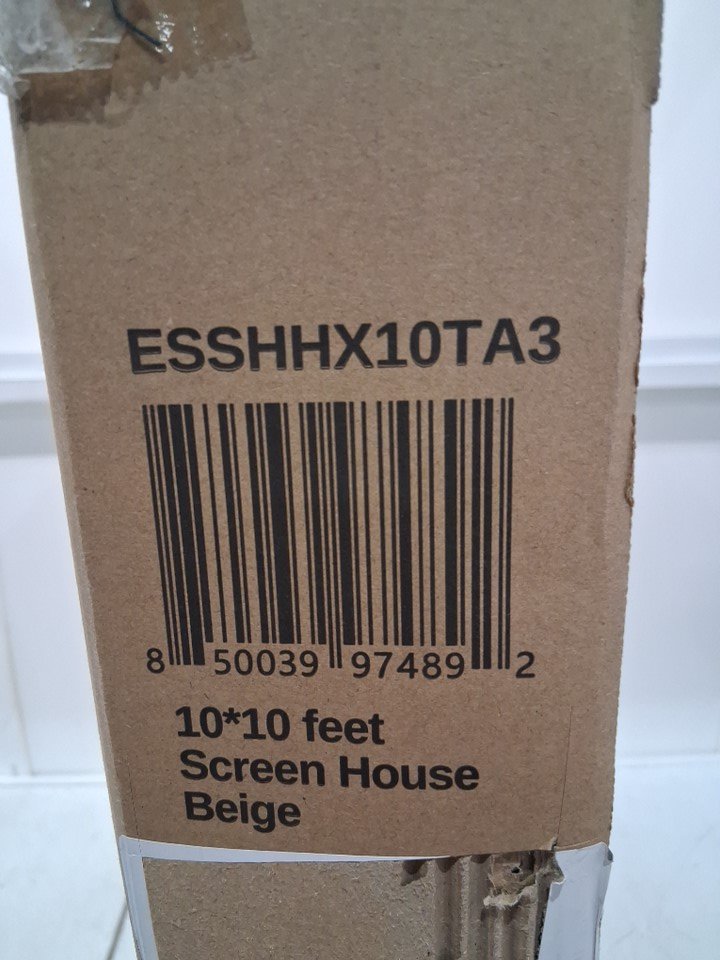 ESSHHX10TA3
8 50039 97489 2
10*10 feet
Screen House
Beige